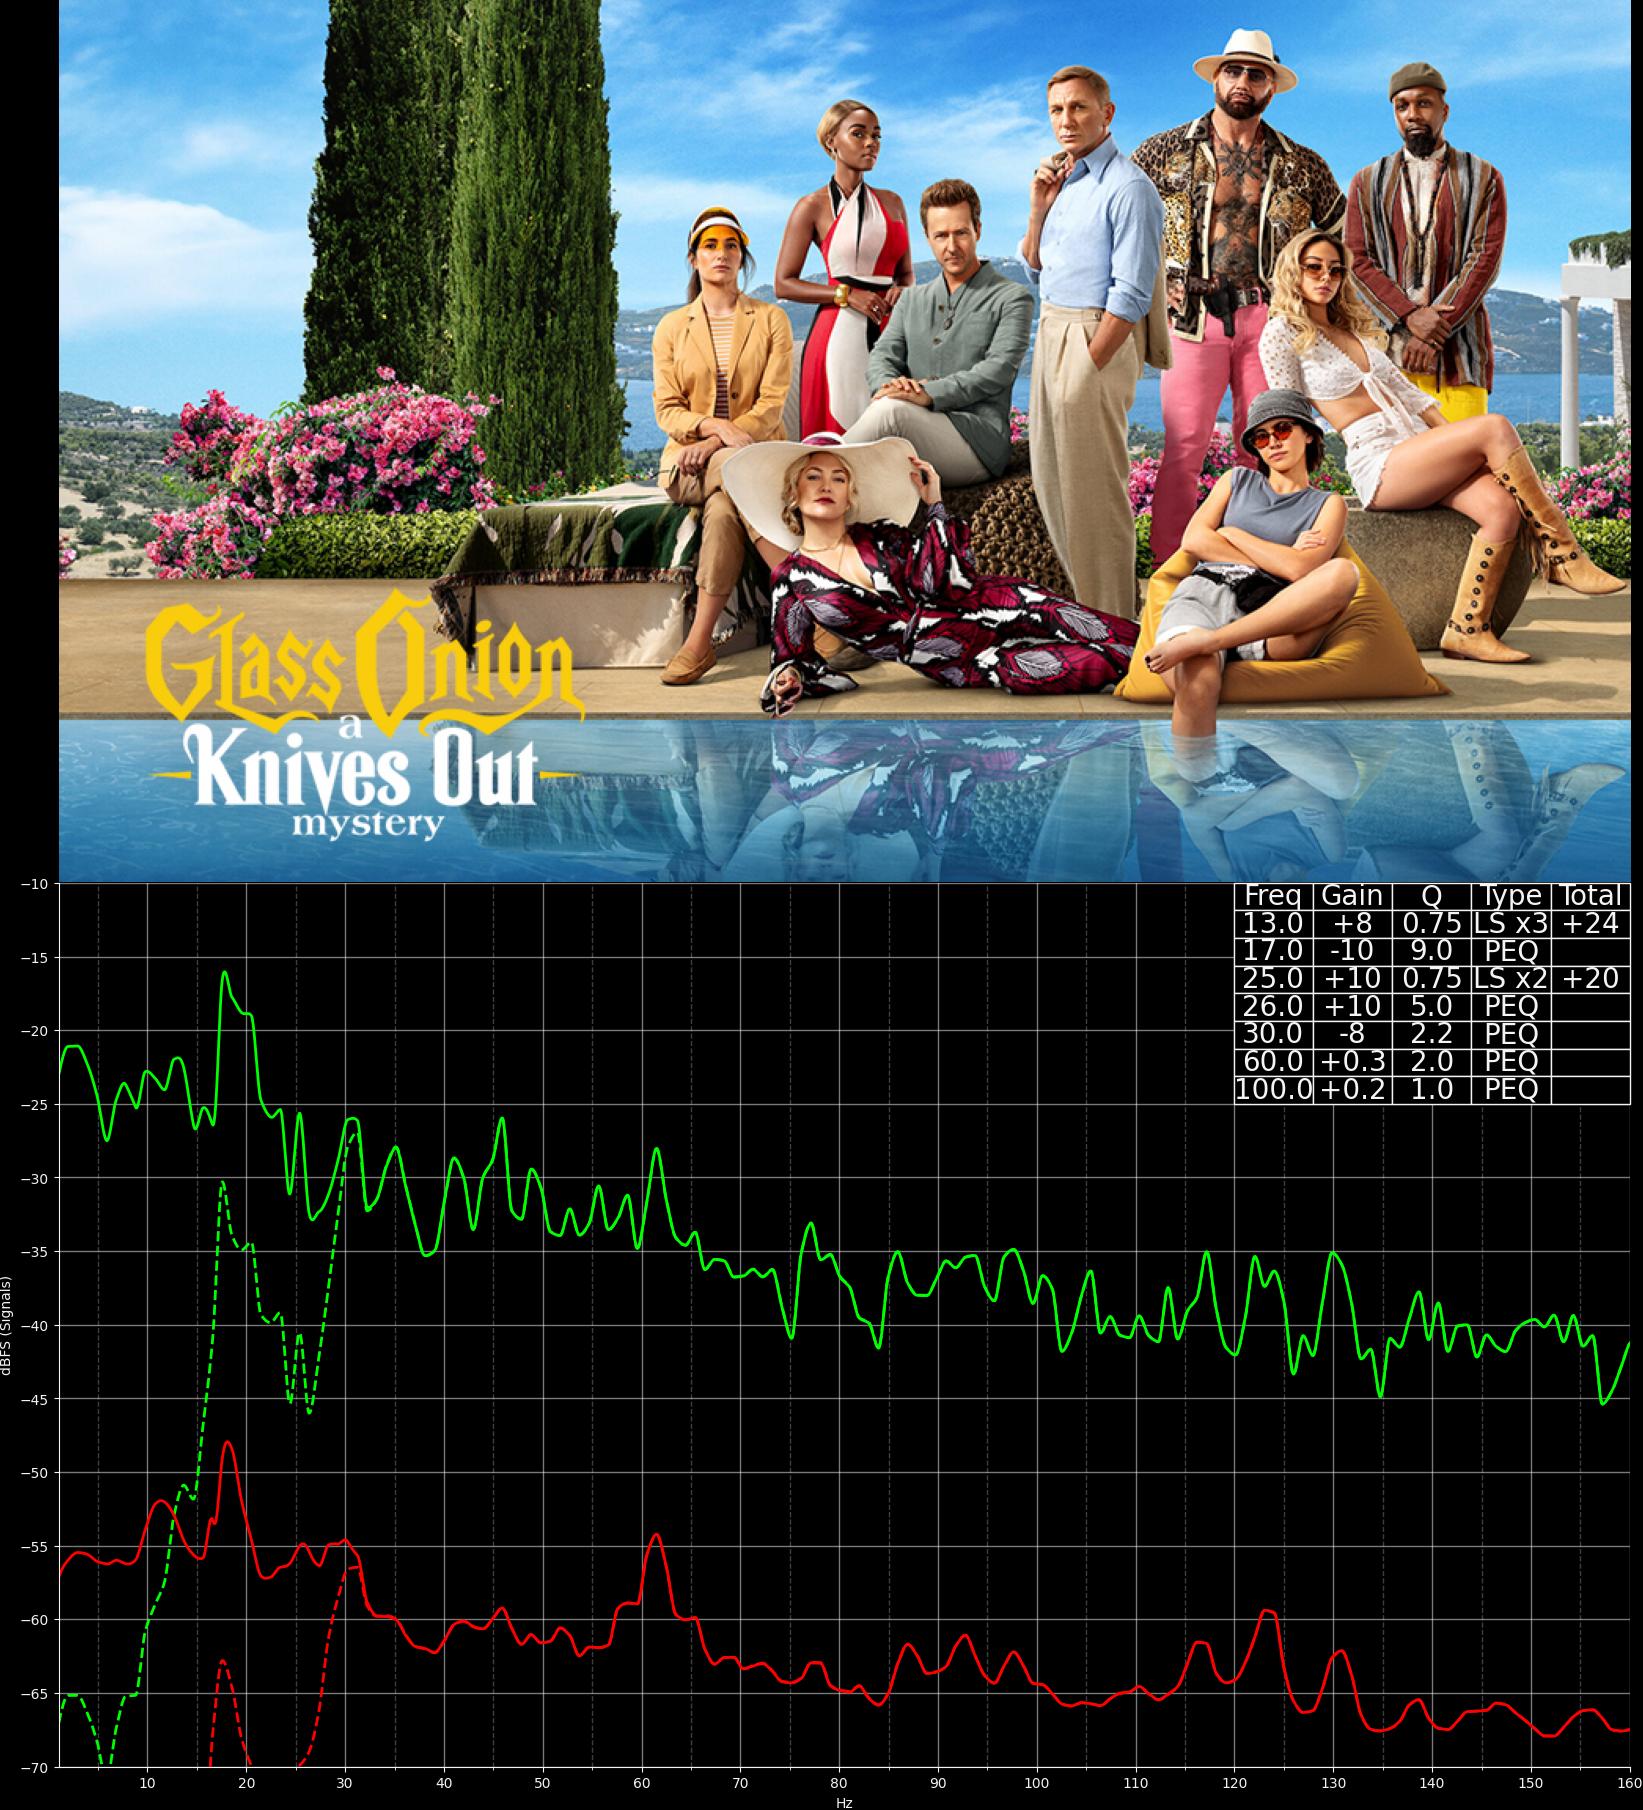 Glass Onion
a
Knives Out
mystery
Freq Gain Q Type Total
13.0 +8 0.75 LS x3 +24
17.0 -10 9.0 PEQ
25.0 +10 0.75 LS x2 +20
26.0 +10 5.0 PEQ
30.0 -8 2.2 PEQ
60.0 +0.3 2.0 PEQ
100.0 +0.2 1.0 PEQ
−10
−15
−20
−25
−30
−35
−40
−45
−50
−55
−60
−65
−70
dBFS (Signals)
10 20 30 40 50 60 70 80 90 100 110 120 130 140 150 160
Hz